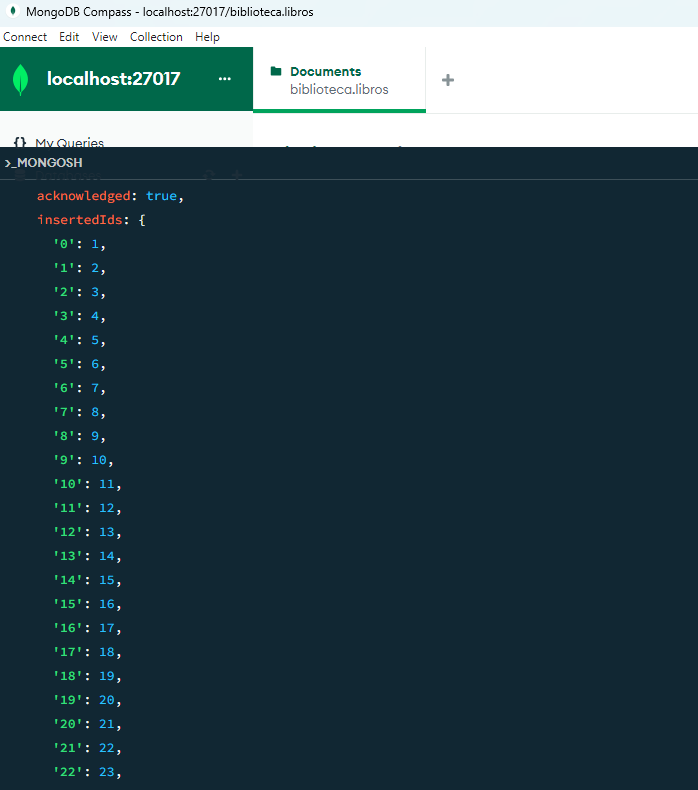 MongoDB Compass - localhost:27017/biblioteca.libros
Connect Edit View Collection Help
localhost:27017 ...
Documents
biblioteca.libros
{} My Queries
>_MONGOSH
acknowledged: true,
insertedIds: {
'0': 1,
'1': 2,
'2': 3,
'3': 4,
'4': 5,
'5': 6,
'6': 7,
'7': 8,
'8': 9,
'9': 10,
'10': 11,
'11': 12,
'12': 13,
'13': 14,
'14': 15,
'15': 16,
'16': 17,
'17': 18,
'18': 19,
'19': 20,
'20': 21,
'21': 22,
'22': 23,